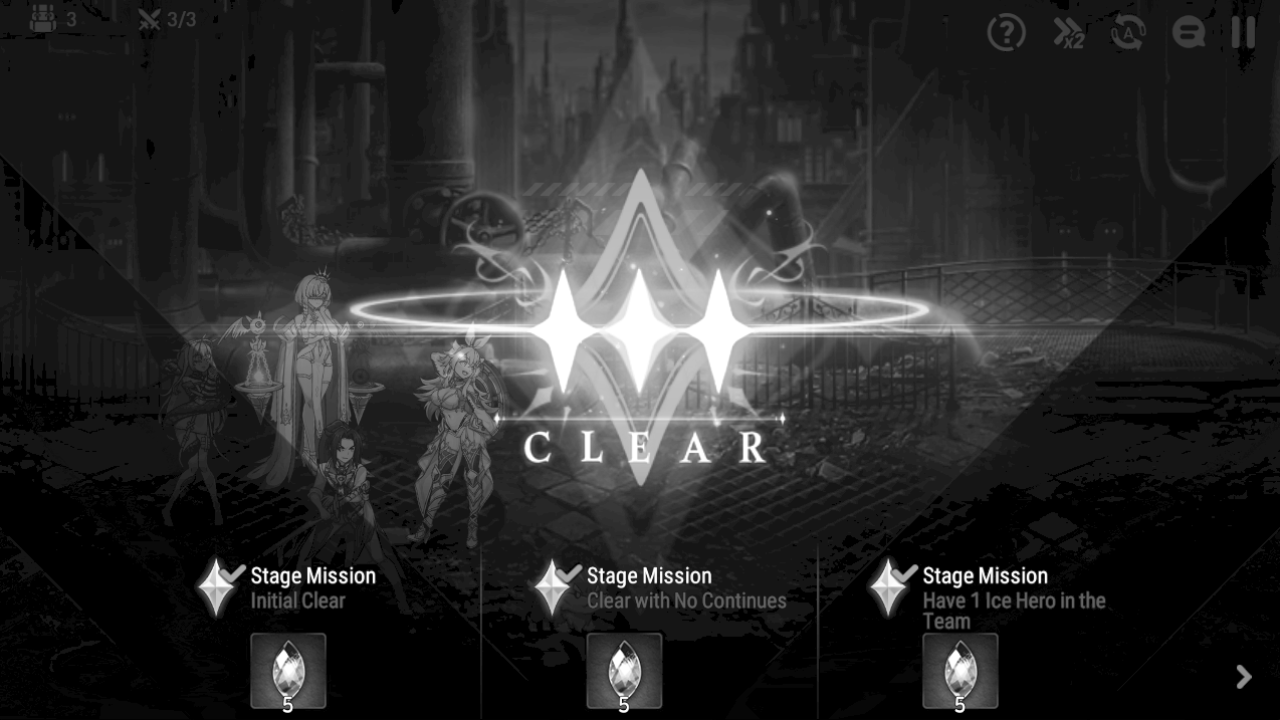 3
3/3
?
x2
A
CLEAR
Stage Mission
Initial Clear
5
Stage Mission
Clear with No Continues
5
Stage Mission
Have 1 Ice Hero in the
Team
5